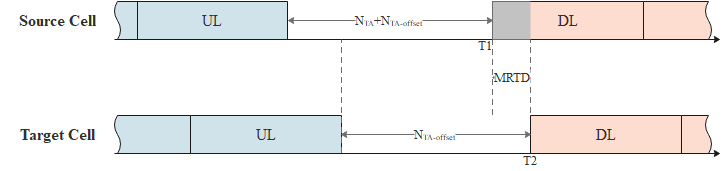 Source Cell UL NTA+NTA-offset DL
T1
MRTD
Target Cell UL NTA-offset DL
T2